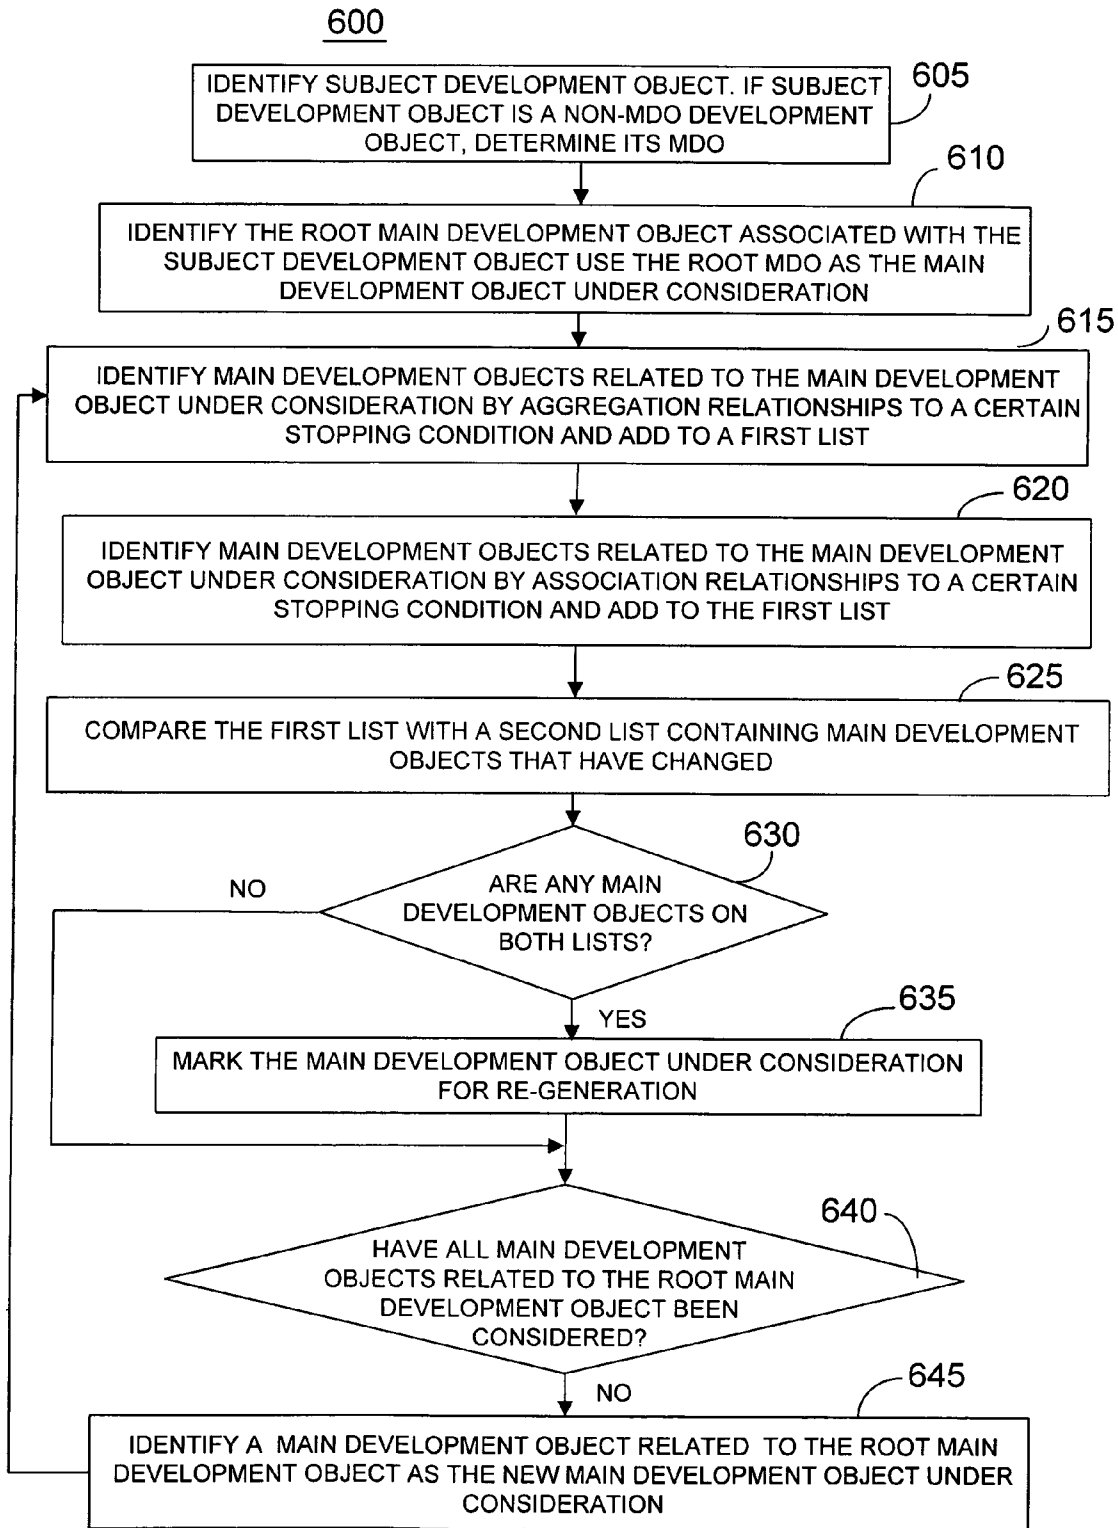 600
IDENTIFY SUBJECT DEVELOPMENT OBJECT. IF SUBJECT
DEVELOPMENT OBJECT IS A NON-MDO DEVELOPMENT
OBJECT, DETERMINE ITS MDO
605
610
IDENTIFY THE ROOT MAIN DEVELOPMENT OBJECT ASSOCIATED WITH THE
SUBJECT DEVELOPMENT OBJECT USE THE ROOT MDO AS THE MAIN
DEVELOPMENT OBJECT UNDER CONSIDERATION
615
IDENTIFY MAIN DEVELOPMENT OBJECTS RELATED TO THE MAIN DEVELOPMENT
OBJECT UNDER CONSIDERATION BY AGGREGATION RELATIONSHIPS TO A CERTAIN
STOPPING CONDITION AND ADD TO A FIRST LIST
620
IDENTIFY MAIN DEVELOPMENT OBJECTS RELATED TO THE MAIN DEVELOPMENT
OBJECT UNDER CONSIDERATION BY ASSOCIATION RELATIONSHIPS TO A CERTAIN
STOPPING CONDITION AND ADD TO THE FIRST LIST
625
COMPARE THE FIRST LIST WITH A SECOND LIST CONTAINING MAIN DEVELOPMENT
OBJECTS THAT HAVE CHANGED
630
NO
ARE ANY MAIN
DEVELOPMENT OBJECTS ON
BOTH LISTS?
635
YES
MARK THE MAIN DEVELOPMENT OBJECT UNDER CONSIDERATION
FOR RE-GENERATION
640
HAVE ALL MAIN DEVELOPMENT
OBJECTS RELATED TO THE ROOT MAIN
DEVELOPMENT OBJECT BEEN
CONSIDERED?
645
NO
IDENTIFY A MAIN DEVELOPMENT OBJECT RELATED TO THE ROOT MAIN
DEVELOPMENT OBJECT AS THE NEW MAIN DEVELOPMENT OBJECT UNDER
CONSIDERATION